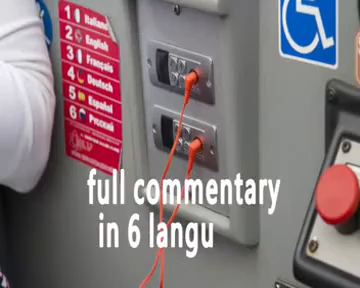 1 Italiano
2 English
3 Français
4 Deutsch
5 Español
6 Русский
full commentary
in 6 langu